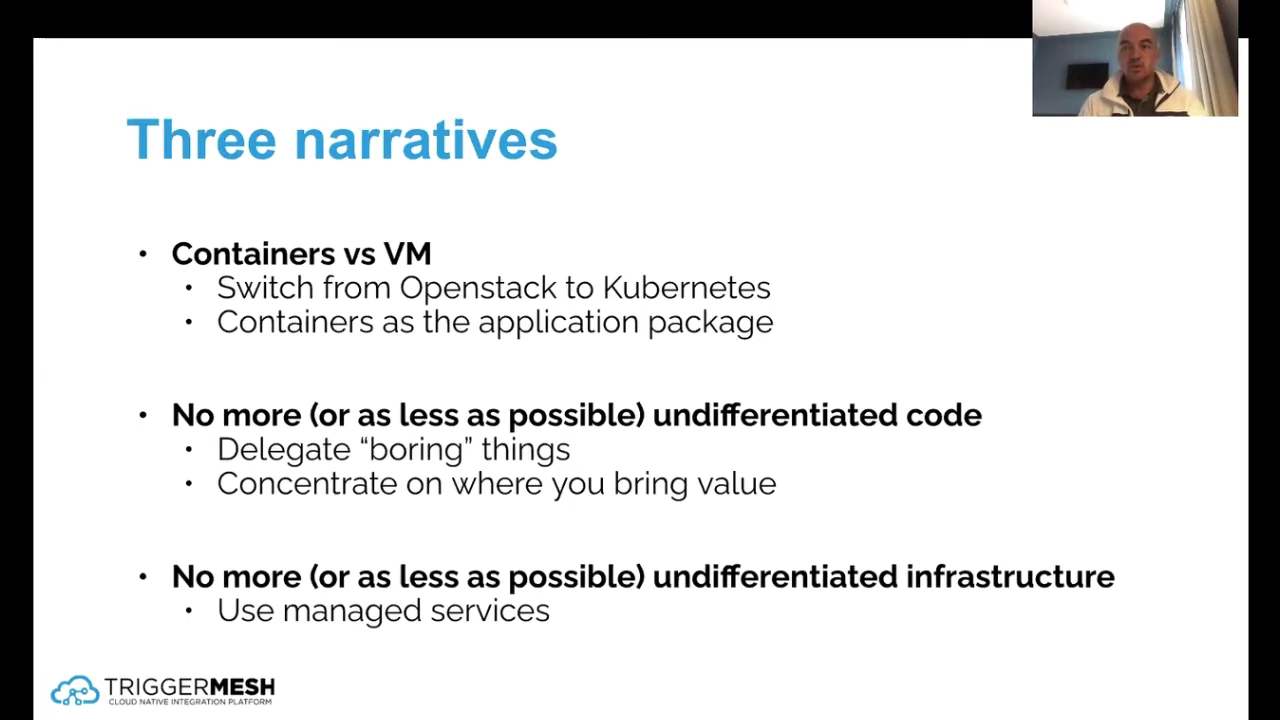 Three narratives
• Containers vs VM
• Switch from Openstack to Kubernetes
• Containers as the application package
• No more (or as less as possible) undifferentiated code
• Delegate “boring” things
• Concentrate on where you bring value
• No more (or as less as possible) undifferentiated infrastructure
• Use managed services
TRIGGERMESH
CLOUD NATIVE INTEGRATION PLATFORM